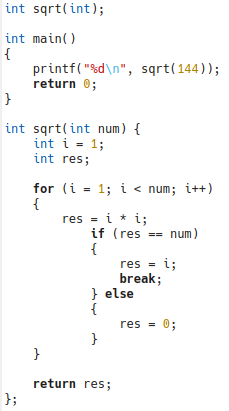 int sqrt(int);

int main()
{
    printf("%d\n", sqrt(144));
    return 0;
}

int sqrt(int num) {
    int i = 1;
    int res;

    for (i = 1; i < num; i++)
    {
        res = i * i;
            if (res == num)
            {
                res = i;
                break;
            } else
            {
                res = 0;
            }
    }

    return res;
};